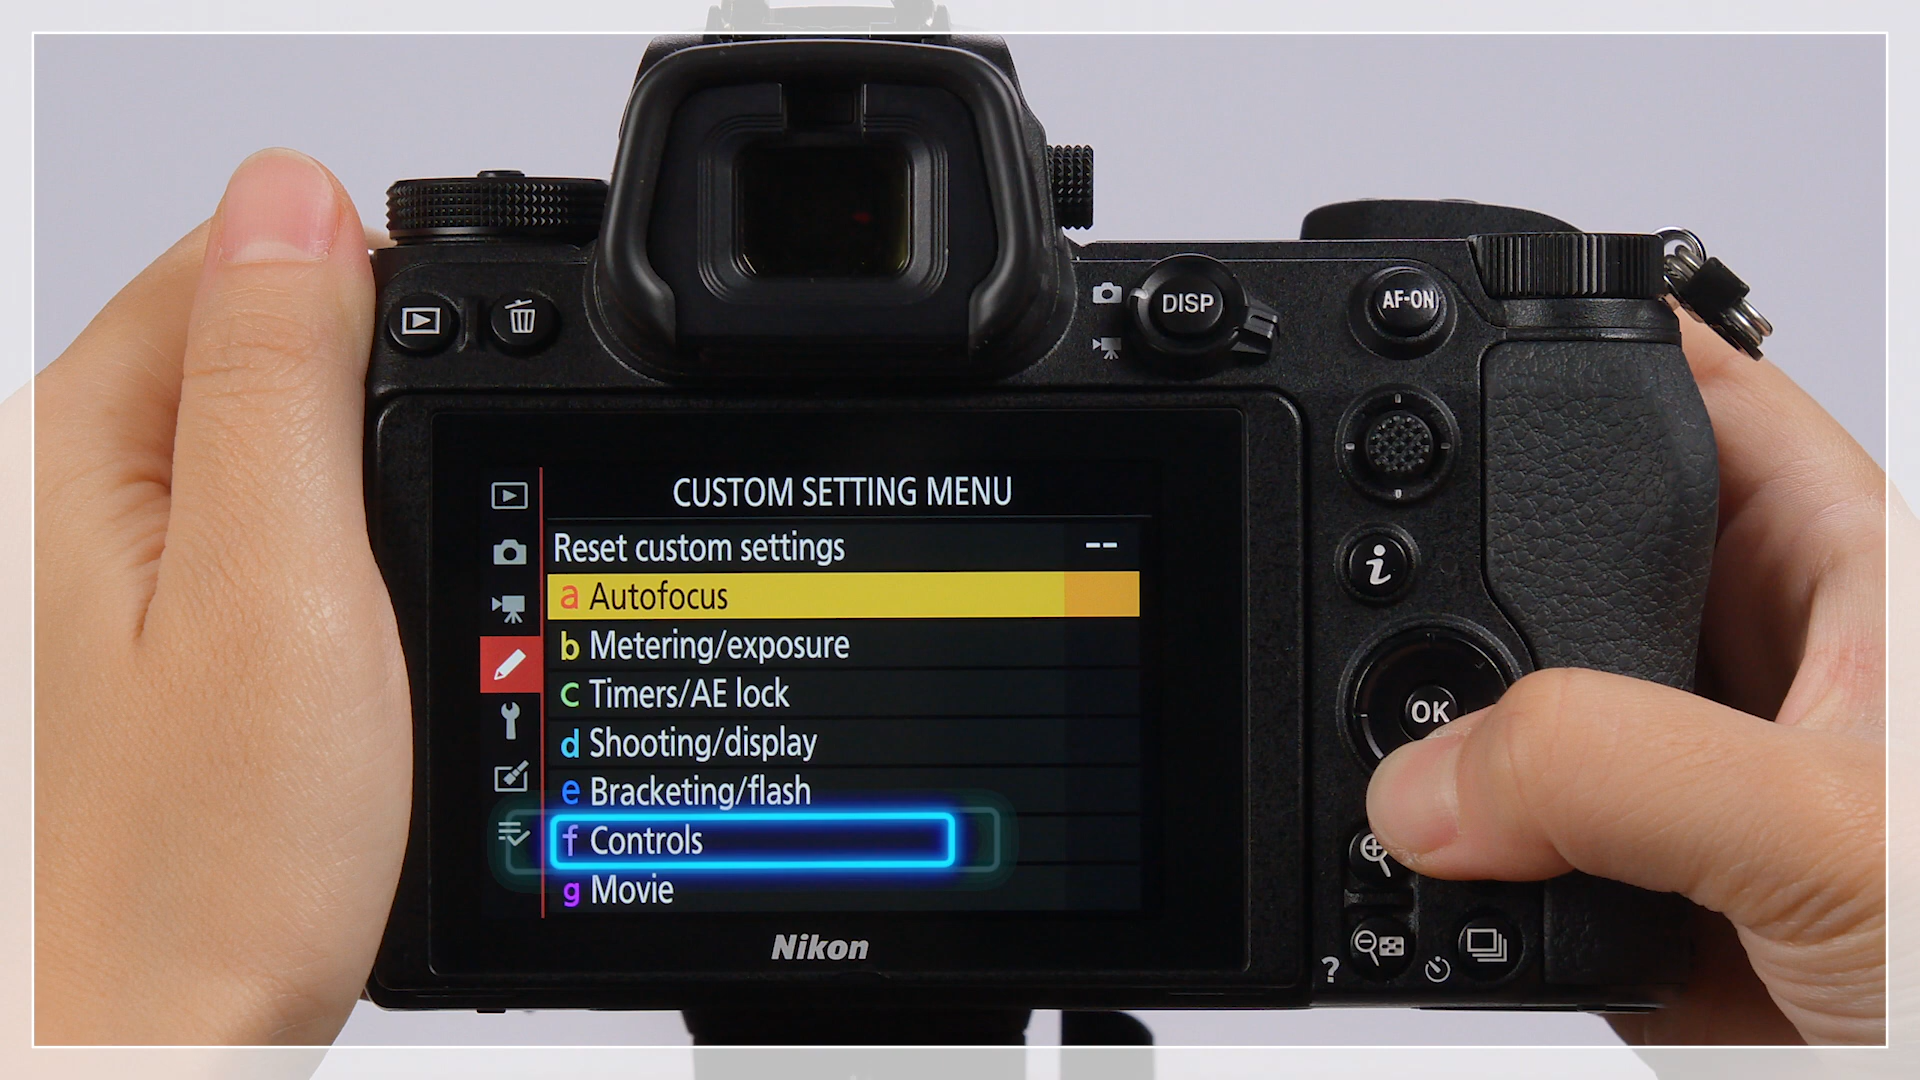 DISP
AF-ON
CUSTOM SETTING MENU
Reset custom settings --
a Autofocus
b Metering/exposure
c Timers/AE lock
d Shooting/display
e Bracketing/flash
f Controls
g Movie
i
OK
?
Nikon